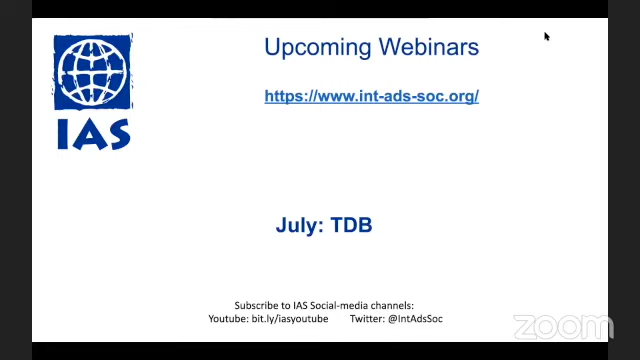 Upcoming Webinars
https://www.int-ads-soc.org/
IAS
July: TDB
Subscribe to IAS Social-media channels:
Youtube: bit.ly/iasyoutube Twitter: @IntAdsSoc
zoom